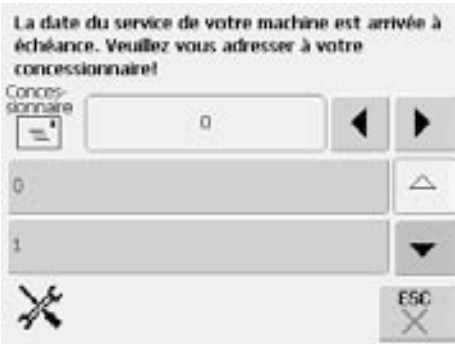 La date du service de votre machine est arrivée à
échéance. Veuillez vous adresser à votre
concessionnaire!
Conces-
sionnaire
0
0
1
ESC